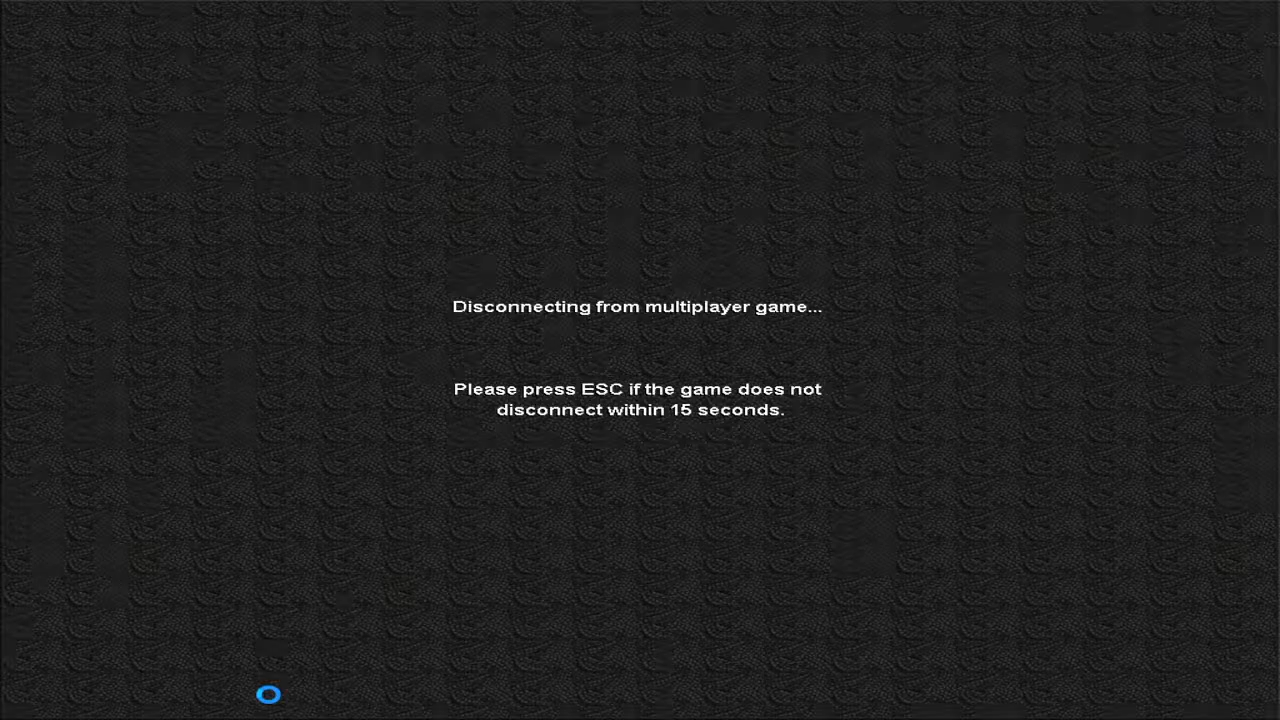 Disconnecting from multiplayer game...
Please press ESC if the game does not
disconnect within 15 seconds.